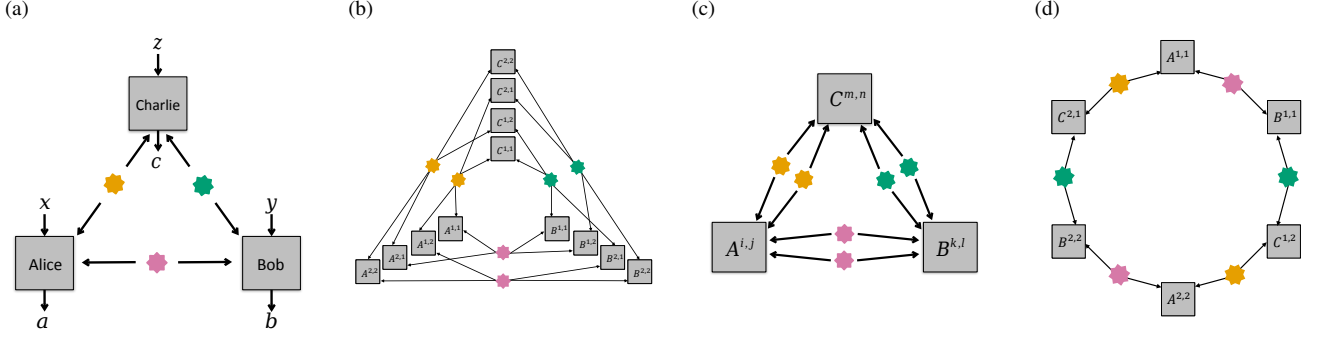 (a)
z
Charlie
c
x
y
Alice
Bob
a
b
(b)
C^{2,2}
C^{2,1}
C^{1,2}
C^{1,1}
A^{1,1}
B^{1,1}
A^{1,2}
B^{1,2}
A^{2,1}
B^{2,1}
A^{2,2}
B^{2,2}
(c)
C^{m,n}
A^{i,j}
B^{k,l}
(d)
A^{1,1}
C^{2,1}
B^{1,1}
B^{2,2}
C^{1,2}
A^{2,2}